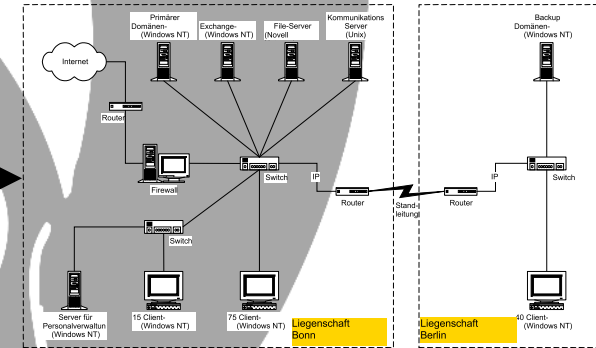 Primärer
Domänen-
(Windows NT)
Exchange-
(Windows NT)
File-Server
(Novell
Kommunikations
Server
(Unix)
Backup
Domänen-
(Windows NT)
Internet
Router
Firewall
Switch
IP
Router
Stand-
leitung
Router
IP
Switch
Switch
Server für
Personalverwaltun
(Windows NT)
15 Client-
(Windows NT)
75 Client-
(Windows NT)
Liegenschaft
Bonn
Liegenschaft
Berlin
40 Client-
(Windows NT)